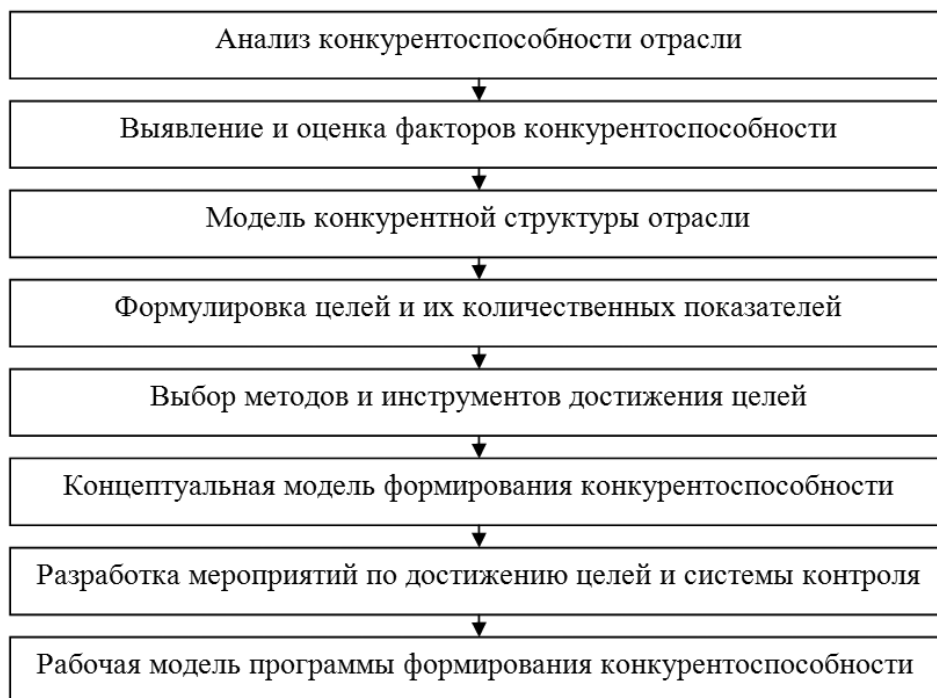 Анализ конкурентоспособности отрасли
Выявление и оценка факторов конкурентоспособности
Модель конкурентной структуры отрасли
Формулировка целей и их количественных показателей
Выбор методов и инструментов достижения целей
Концептуальная модель формирования конкурентоспособности
Разработка мероприятий по достижению целей и системы контроля
Рабочая модель программы формирования конкурентоспособности